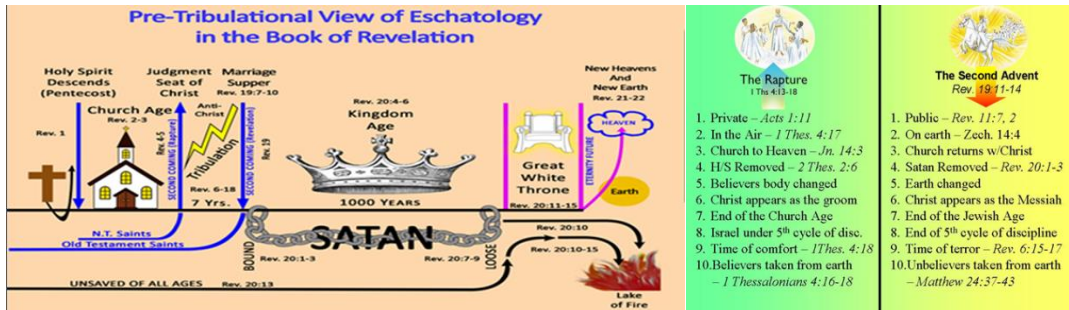 Pre-Tribulational View of Eschatology
in the Book of Revelation
Holy Spirit
Descends
(Pentecost)
Rev. 1
Church Age
Rev. 2-3
Judgment
Seat of
Christ
Rev. 4-5
SECOND COMING (Rapture)
Anti-
Christ
Tribulation
Rev. 6-18
7 Yrs.
Marriage
Supper
Rev. 19:7-10
SECOND COMING (Revelation)
Rev. 19
Rev. 20:4-6
Kingdom
Age
1000 YEARS
New Heavens
And
New Earth
Rev. 21-22
HEAVEN
Great
White
Throne
Rev. 20:11-15
ETERNITY FUTURE
Earth
N.T. Saints
Old Testament Saints
BOUND
SATAN
LOOSE
Rev. 20:1-3
Rev. 20:7-9
Rev. 20:10
Rev. 20:10-15
UNSAVED OF ALL AGES
Rev. 20:13
Lake
of Fire
The Rapture
1 Ths 4:13-18
1. Private – Acts 1:11
2. In the Air – 1 Thes. 4:17
3. Church to Heaven – Jn. 14:3
4. H/S Removed – 2 Thes. 2:6
5. Believers body changed
6. Christ appears as the groom
7. End of the Church Age
8. Israel under 5th cycle of disc.
9. Time of comfort – 1Thes. 4:18
10.Believers taken from earth
– 1 Thessalonians 4:16-18
The Second Advent
Rev. 19:11-14
1. Public – Rev. 11:7, 2
2. On earth – Zech. 14:4
3. Church returns w/Christ
4. Satan Removed – Rev. 20:1-3
5. Earth changed
6. Christ appears as the Messiah
7. End of the Jewish Age
8. End of 5th cycle of discipline
9. Time of terror – Rev. 6:15-17
10.Unbelievers taken from earth
– Matthew 24:37-43